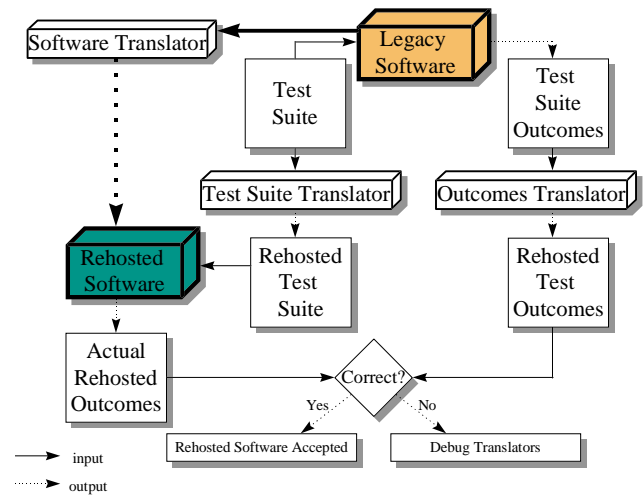 Software Translator
Legacy
Software
Test
Suite
Test
Suite
Outcomes
Test Suite Translator
Outcomes Translator
Rehosted
Software
Rehosted
Test
Suite
Rehosted
Test
Outcomes
Actual
Rehosted
Outcomes
Correct?
Yes
No
Rehosted Software Accepted
Debug Translators
input
output